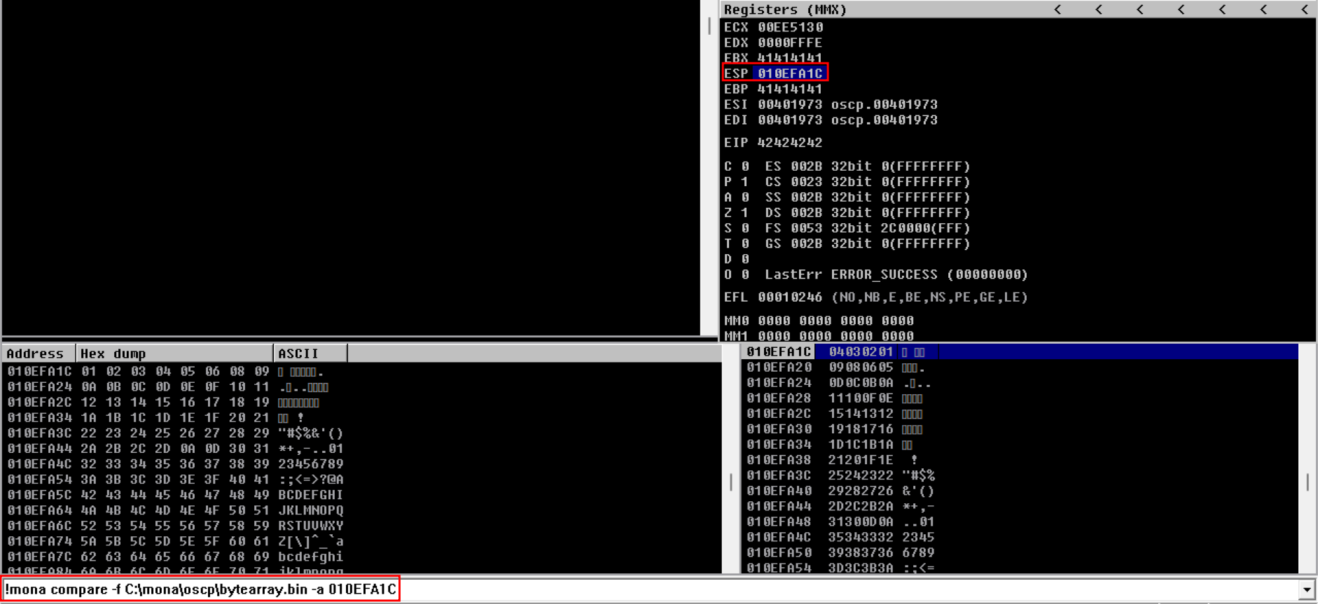 Registers (MMX) < < < < < < <
ECX 00EE5130
EDX 0000FFFE
EBX 41414141
ESP 010EFA1C
EBP 41414141
ESI 00401973 oscp.00401973
EDI 00401973 oscp.00401973
EIP 42424242
C 0 ES 002B 32bit 0(FFFFFFFF)
P 1 CS 0023 32bit 0(FFFFFFFF)
A 0 SS 002B 32bit 0(FFFFFFFF)
Z 1 DS 002B 32bit 0(FFFFFFFF)
S 0 FS 0053 32bit 2C0000(FFF)
T 0 GS 002B 32bit 0(FFFFFFFF)
D 0
O 0 LastErr ERROR_SUCCESS (00000000)
EFL 00010246 (NO,NB,E,BE,NS,PE,GE,LE)
MM0 0000 0000 0000 0000
MM1 0000 0000 0000 0000
Address Hex dump ASCII
010EFA1C 01 02 03 04 05 06 08 09 .
010EFA24 0A 0B 0C 0D 0E 0F 10 11 ...
010EFA2C 12 13 14 15 16 17 18 19
010EFA34 1A 1B 1C 1D 1E 1F 20 21 !
010EFA3C 22 23 24 25 26 27 28 29 "#$%&'()
010EFA44 2A 2B 2C 2D 0A 0D 30 31 *+,-..01
010EFA4C 32 33 34 35 36 37 38 39 23456789
010EFA54 3A 3B 3C 3D 3E 3F 40 41 :;<=>?@A
010EFA5C 42 43 44 45 46 47 48 49 BCDEFGHI
010EFA64 4A 4B 4C 4D 4E 4F 50 51 JKLMNOPQ
010EFA6C 52 53 54 55 56 57 58 59 RSTUVWXY
010EFA74 5A 5B 5C 5D 5E 5F 60 61 Z[\]^_`a
010EFA7C 62 63 64 65 66 67 68 69 bcdefghi
010EFA84 6A 6B 6C 6D 6E 6F 70 71 jklmnopq
010EFA1C 04030201
010EFA20 09080605 .
010EFA24 0D0C0B0A ...
010EFA28 11100F0E
010EFA2C 15141312
010EFA30 19181716
010EFA34 1D1C1B1A
010EFA38 21201F1E !
010EFA3C 25242322 "#$%
010EFA40 29282726 &'()
010EFA44 2D2C2B2A *+,-
010EFA48 31300D0A ..01
010EFA4C 35343332 2345
010EFA50 39383736 6789
010EFA54 3D3C3B3A :;<=
!mona compare -f C:\mona\oscp\bytearray.bin -a 010EFA1C